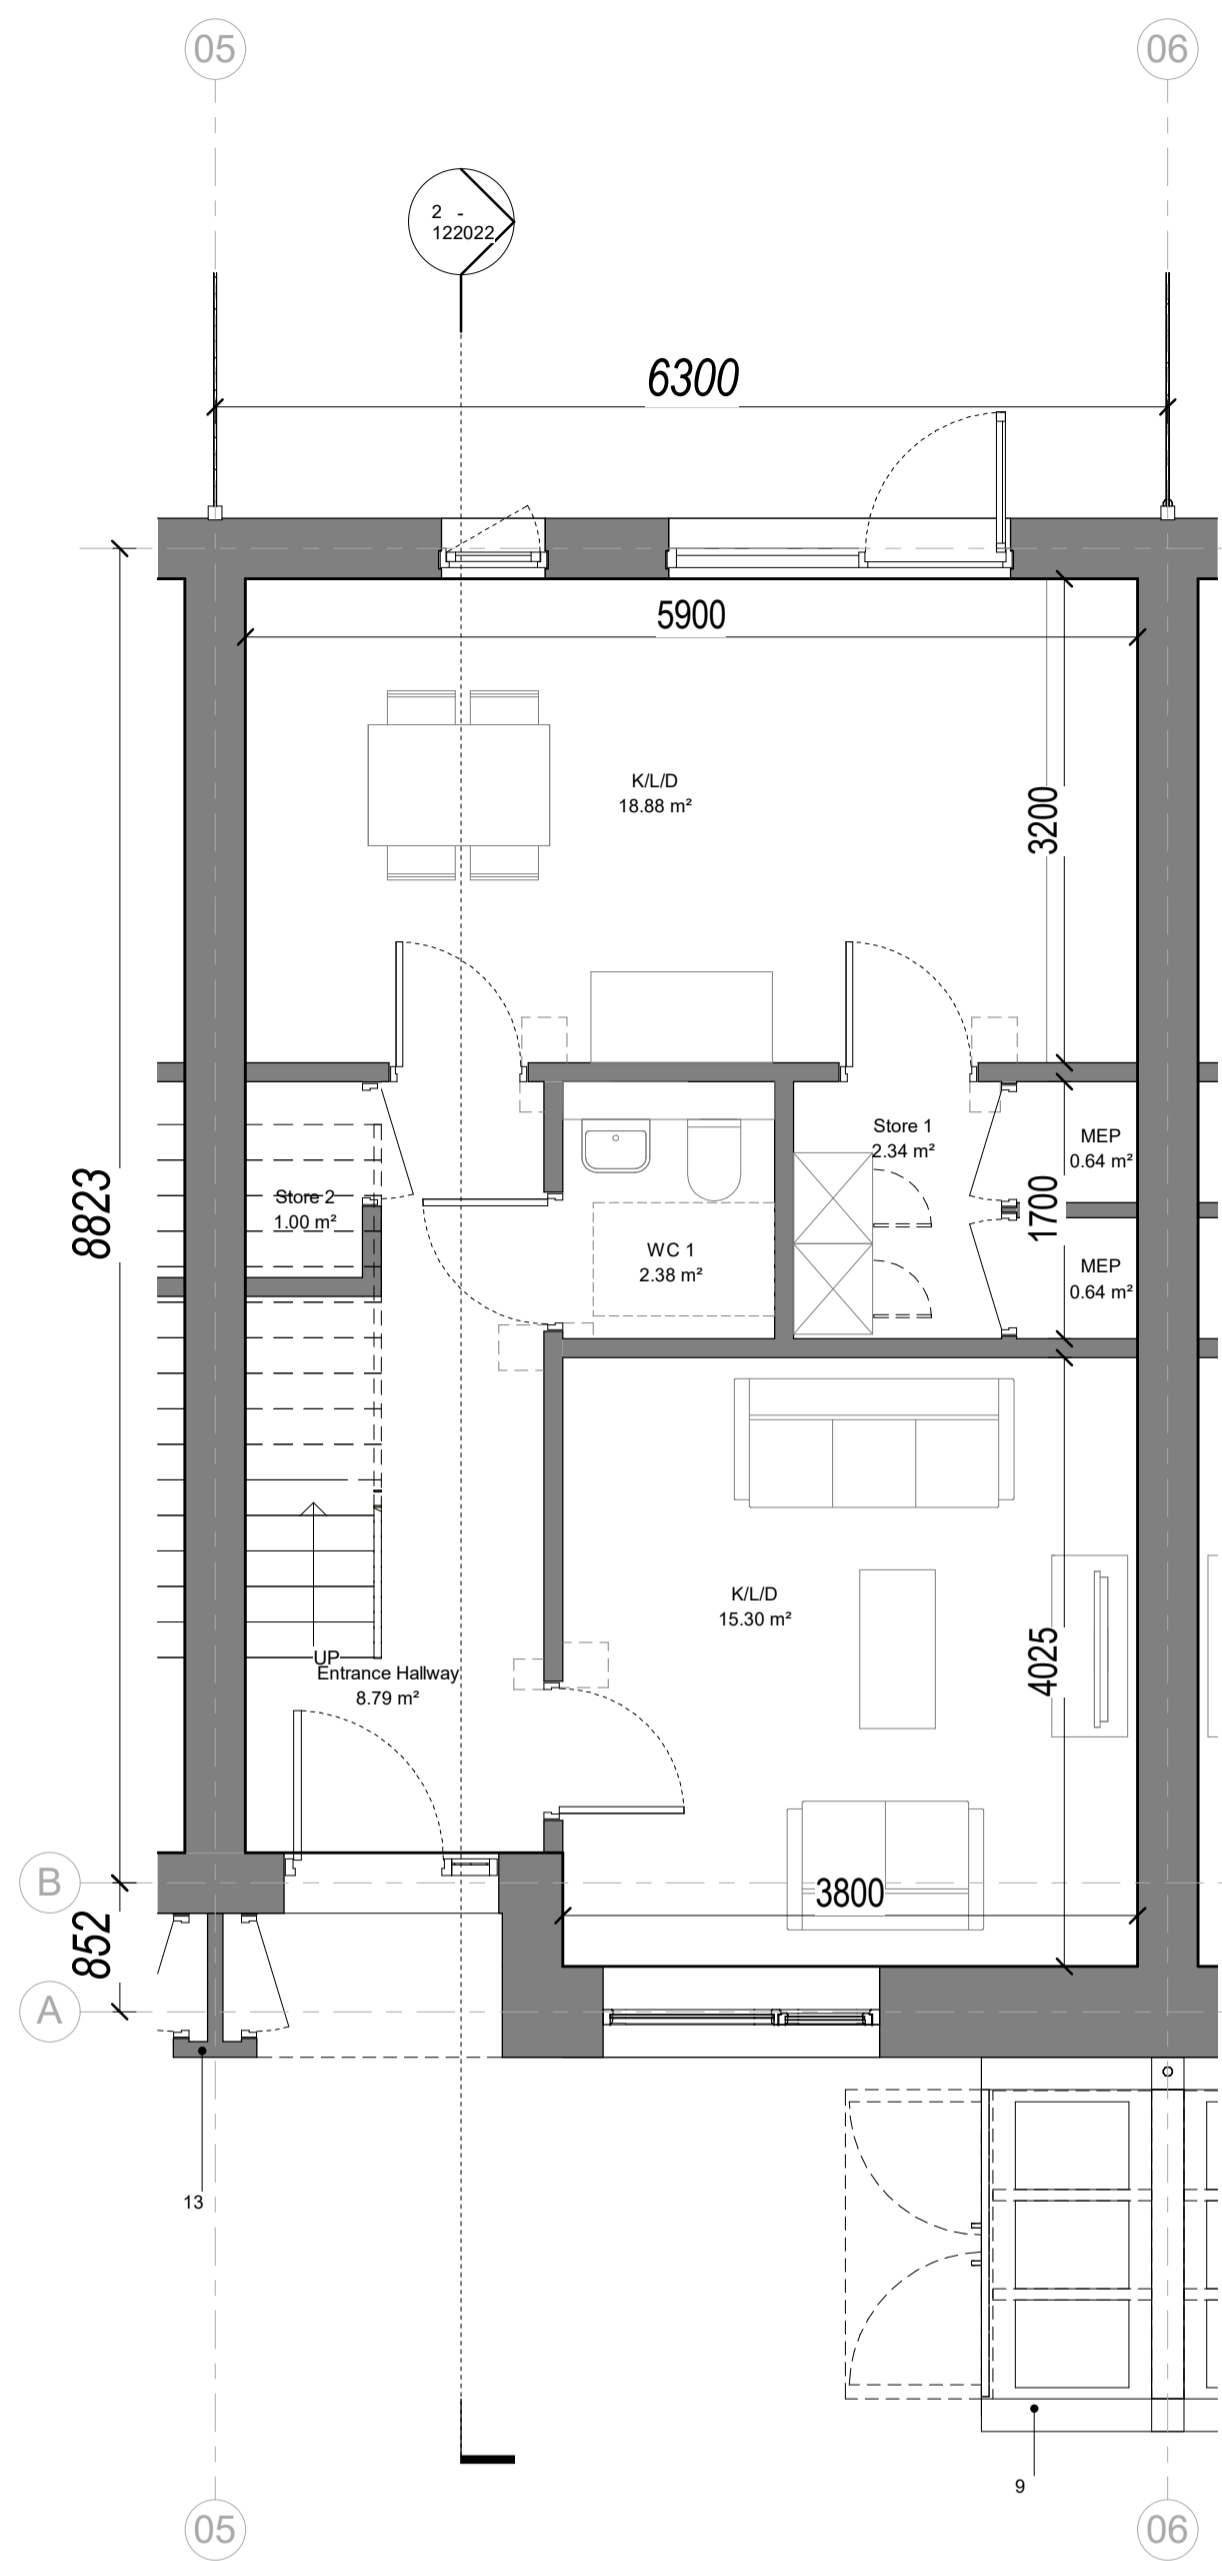 05
06
2 -
122022
6300
5900
K/L/D
18.88 m²
3200
Store 1
2.34 m²
MEP
0.64 m²
8823
Store 2
1.00 m²
1700
WC 1
2.38 m²
MEP
0.64 m²
K/L/D
15.30 m²
4025
UP
Entrance Hallway
8.79 m²
B
3800
852
A
13
9
05
06